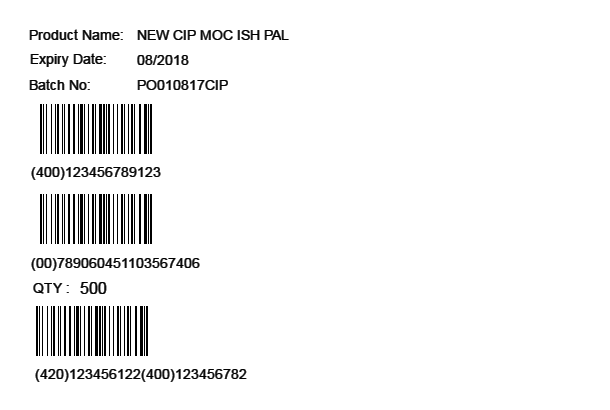 Product Name: NEW CIP MOC ISH PAL
Expiry Date: 08/2018
Batch No: PO010817CIP
(400)123456789123
(00)789060451103567406
QTY : 500
(420)123456122(400)123456782